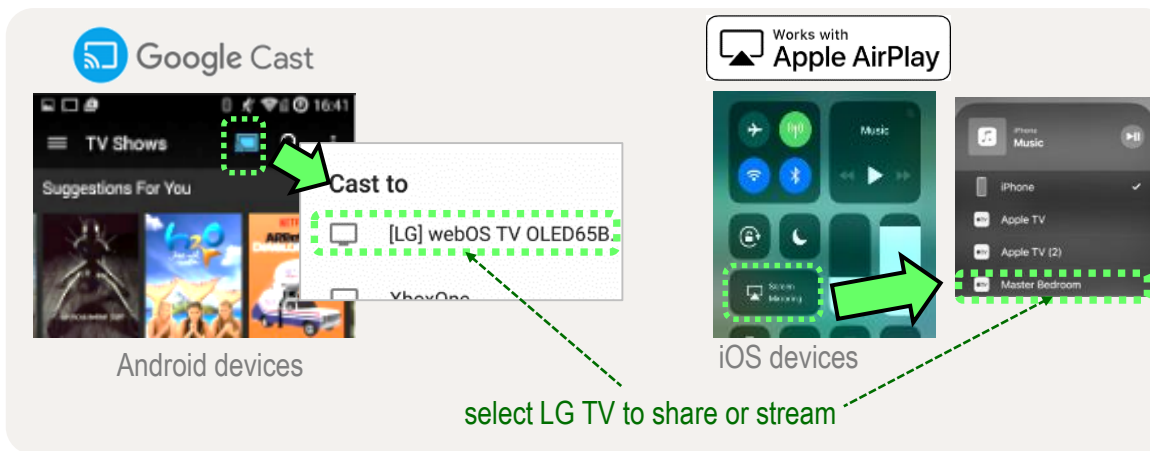 Google Cast
Works with
Apple AirPlay
16:41
TV Shows
Suggestions For You
h2o
Cast to
[LG] webOS TV OLED65B.
XboxOne
Android devices
Music
Screen
Mirroring
iOS devices
iPhone
Music
iPhone
Apple TV
Apple TV (2)
Master Bedroom
select LG TV to share or stream